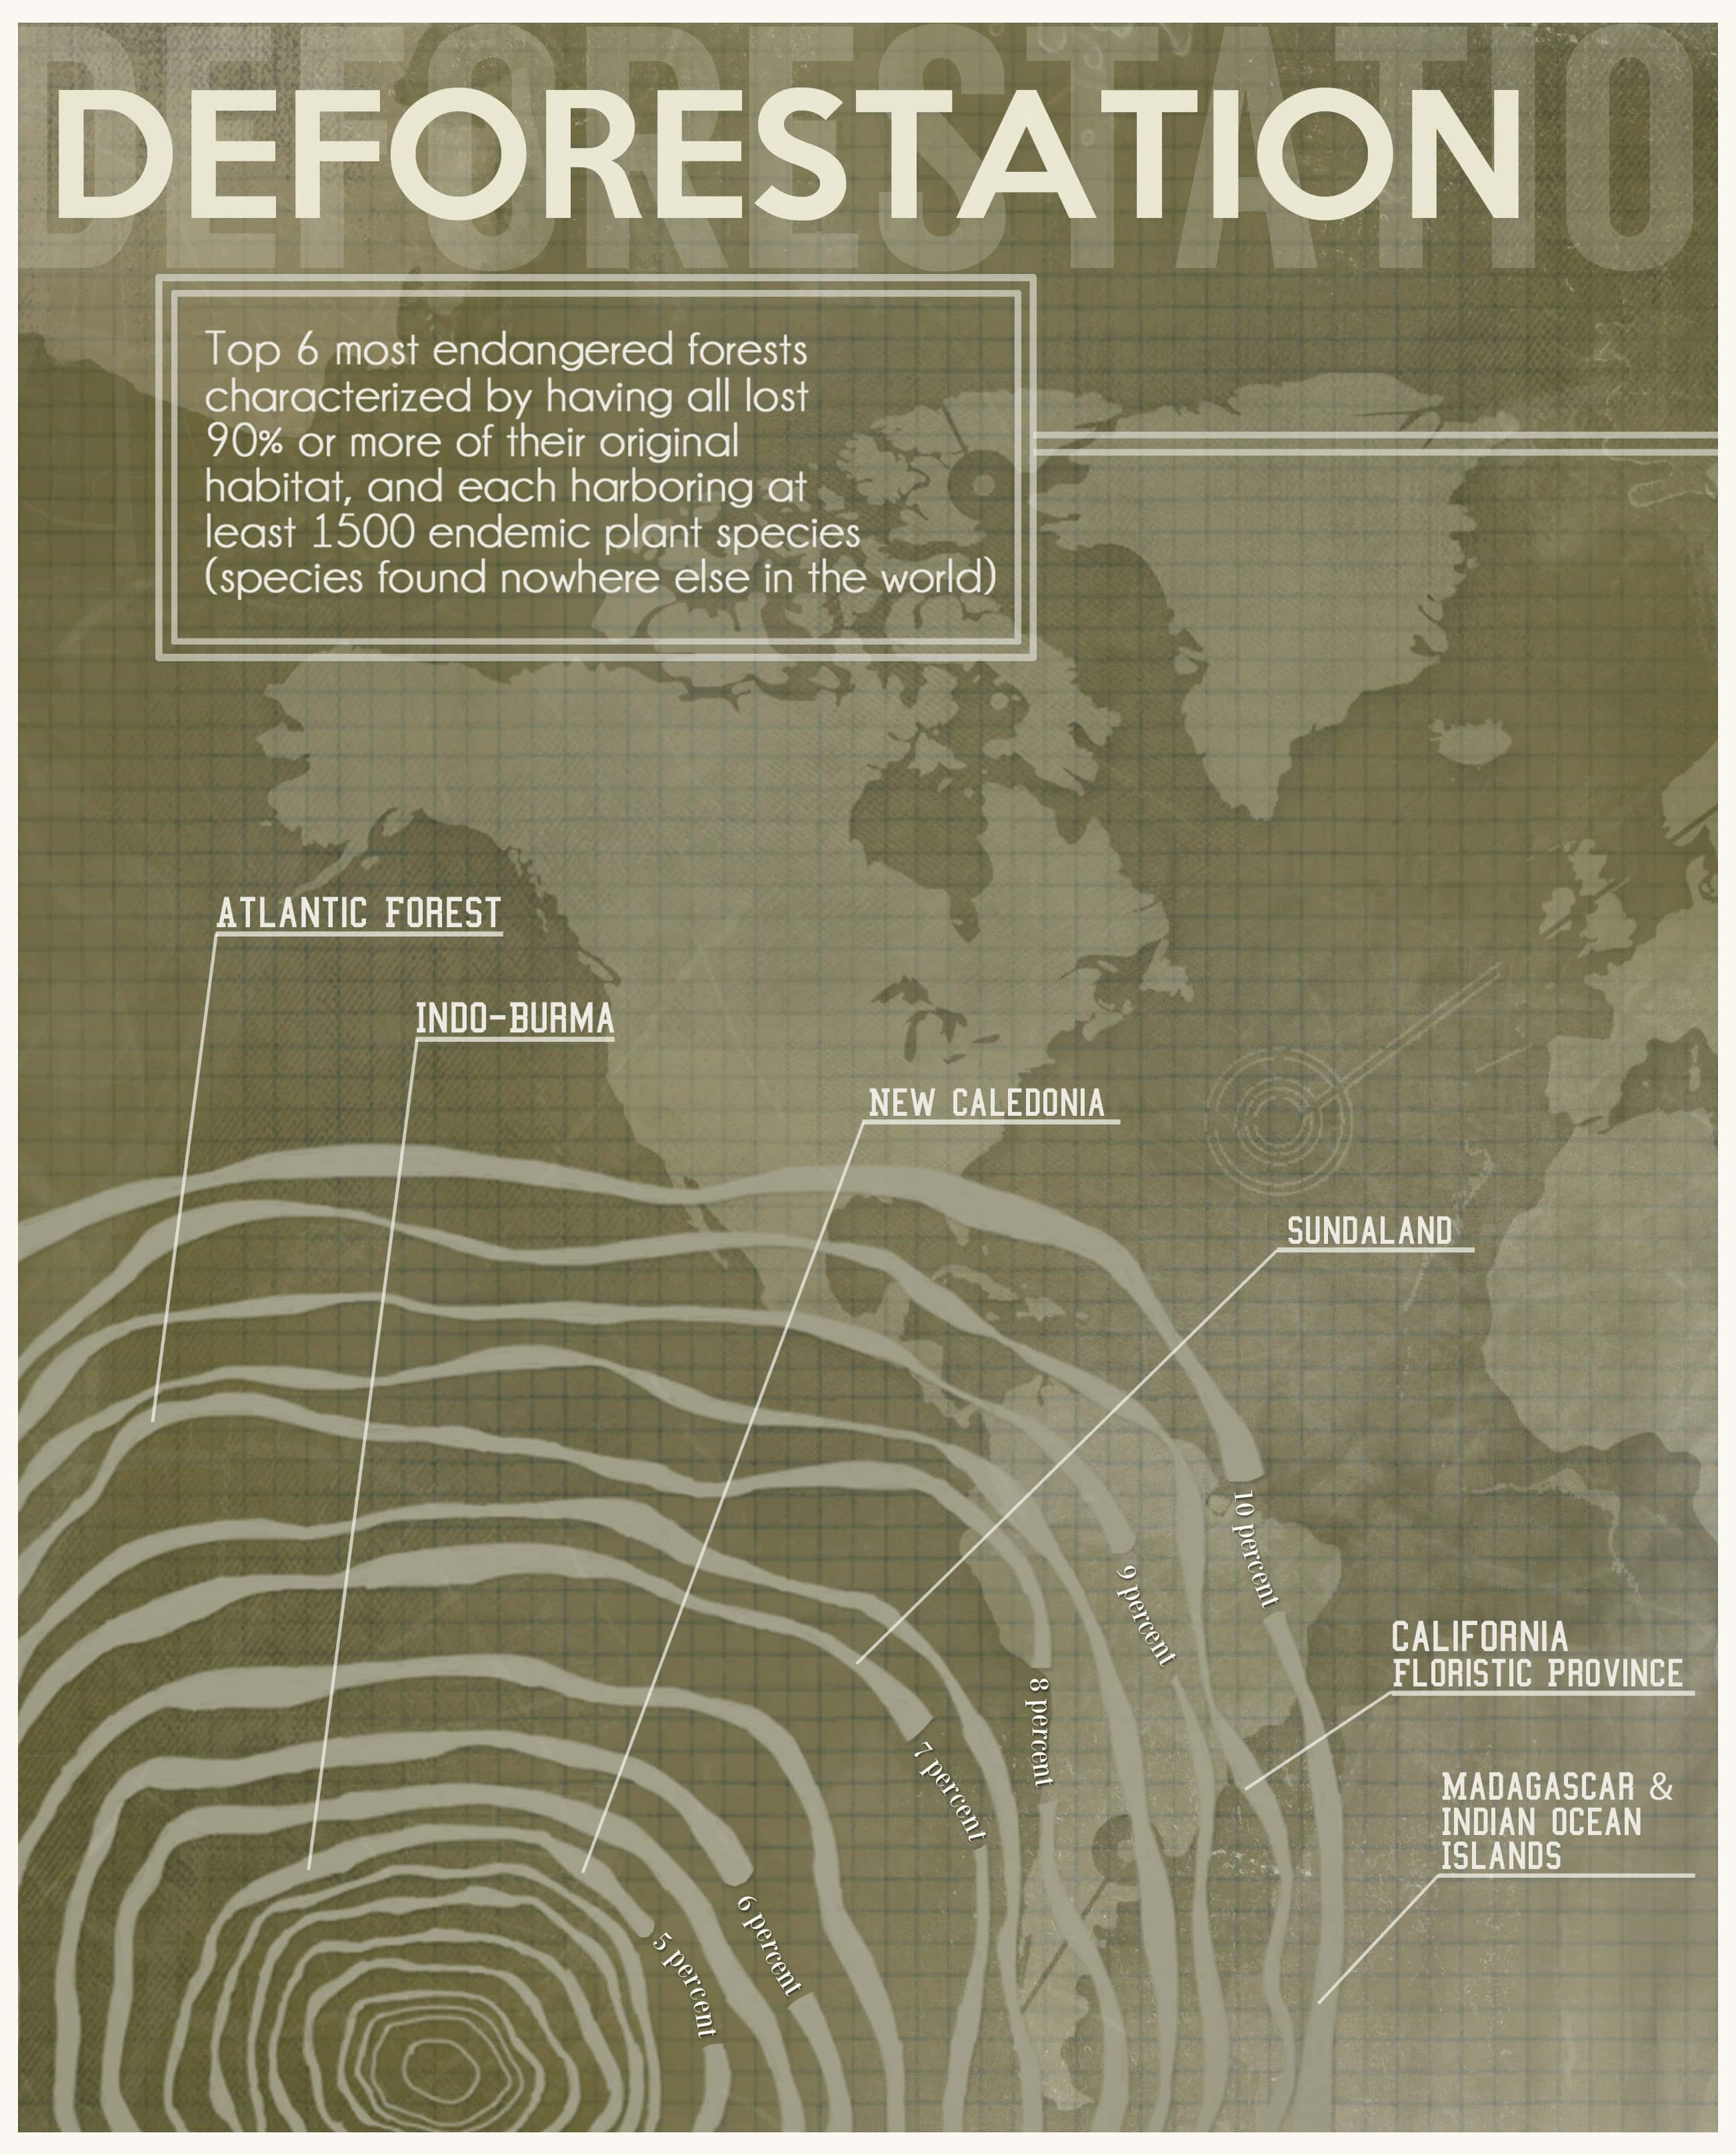 DEFORESTATIO
DEFORESTATION
Top 6 most endangered forests
characterized by having all lost
90% or more of their original
habitat, and each harboring at
least 1500 endemic plant species
(species found nowhere else in the world)
ATLANTIC FOREST
INDO-BURMA
NEW CALEDONIA
SUNDALAND
10 percent
9 percent
8 percent
7 percent
6 percent
5 percent
CALIFORNIA
FLORISTIC PROVINCE
MADAGASCAR &
INDIAN OCEAN
ISLANDS